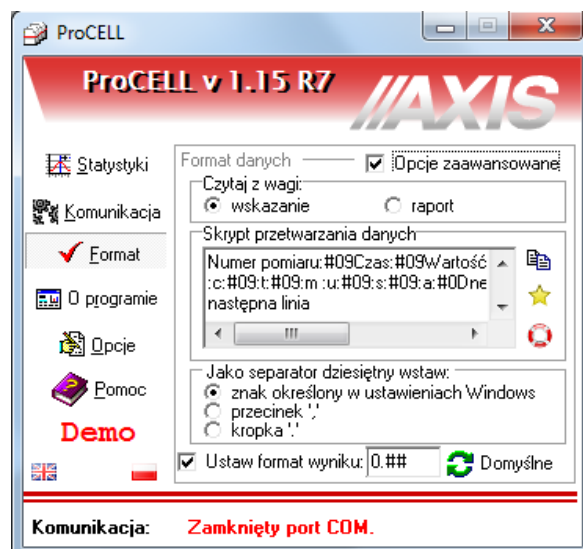 ProCELL
ProCELL v 1.15 R7
//AXIS
Statystyki
Komunikacja
Format
O programie
Opcje
Pomoc
Demo
Format danych
Opcje zaawansowane
Czytaj z wagi:
wskazanie raport
Skrypt przetwarzania danych
Numer pomiaru:#09Czas:#09Wartość
:c:#09:t:#09:m :u:#09:s:#09:a:#0Dne
następna linia
Jako separator dziesiętny wstaw:
znak określony w ustawieniach Windows
przecinek ','
kropka '.'
Ustaw format wyniku: 0.## Domyślne
Komunikacja: Zamknięty port COM.